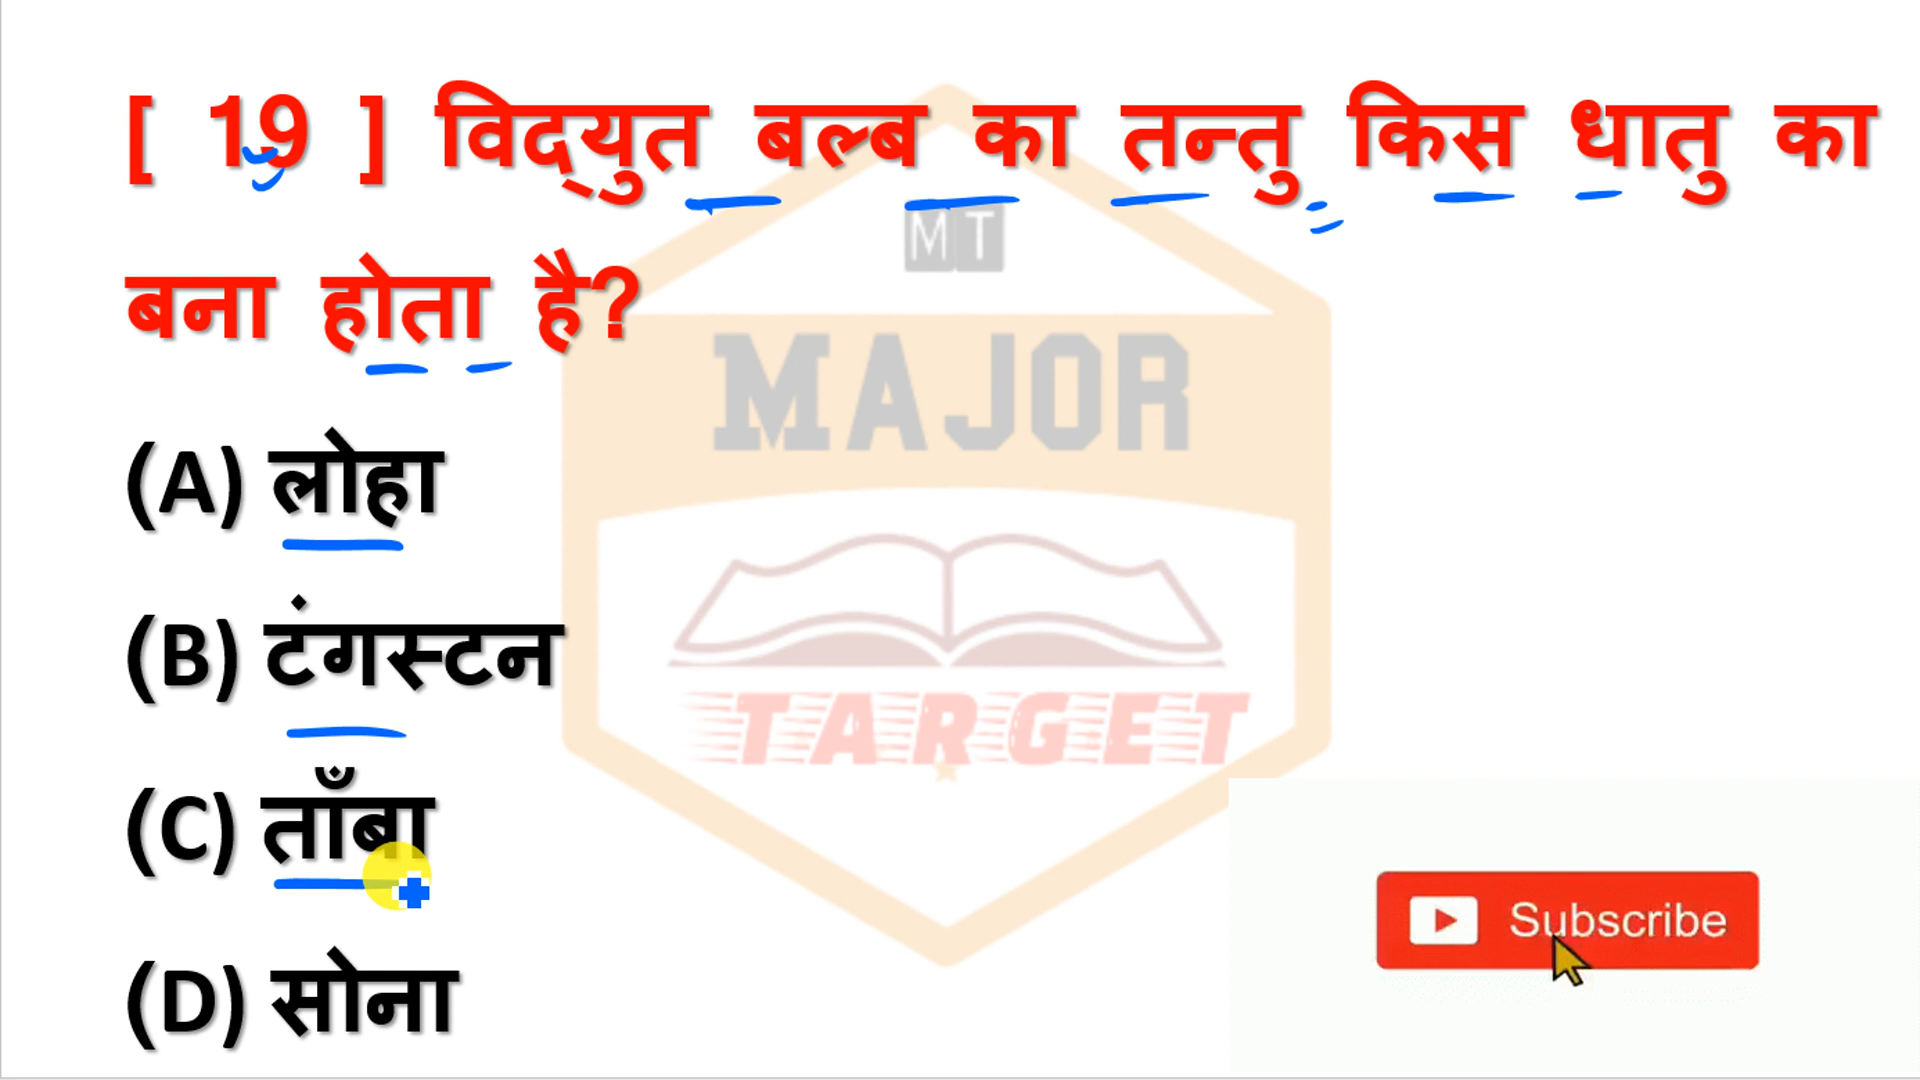 [ 19 ] विद्युत बल्ब का तन्तु किस धातु का
बना होता है?
(A) लोहा
(B) टंगस्टन
(C) ताँबा
(D) सोना
MT
MAJOR
TARGET
Subscribe